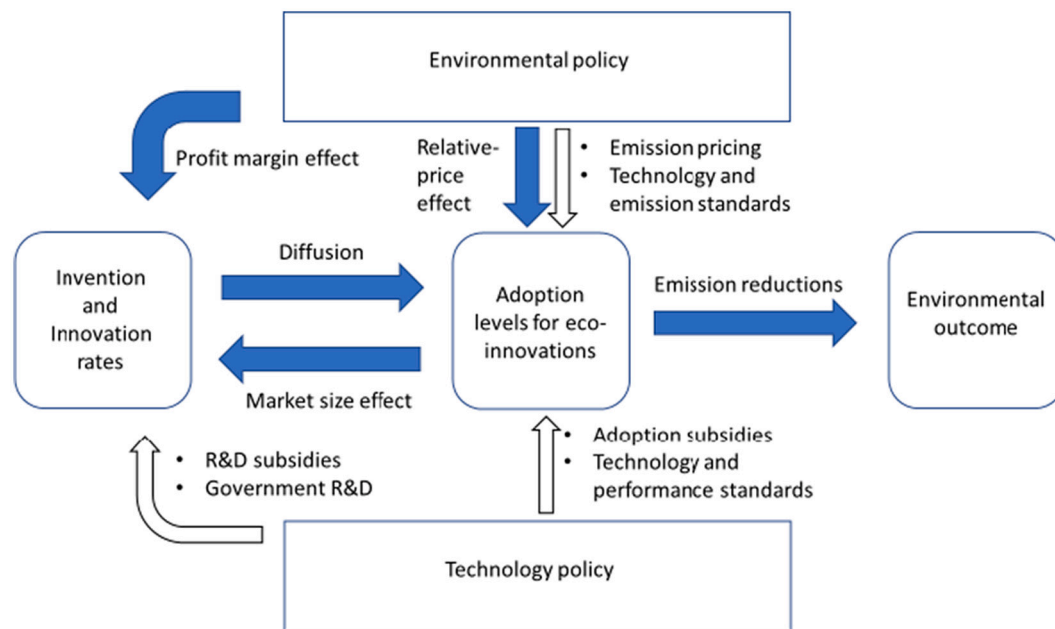 Environmental policy
Profit margin effect
Relative-
price
effect
• Emission pricing
• Technology and
emission standards
Invention
and
Innovation
rates
Diffusion
Market size effect
Adoption
levels for eco-
innovations
Emission reductions
Environmental
outcome
• R&D subsidies
• Government R&D
• Adoption subsidies
• Technology and
performance standards
Technology policy